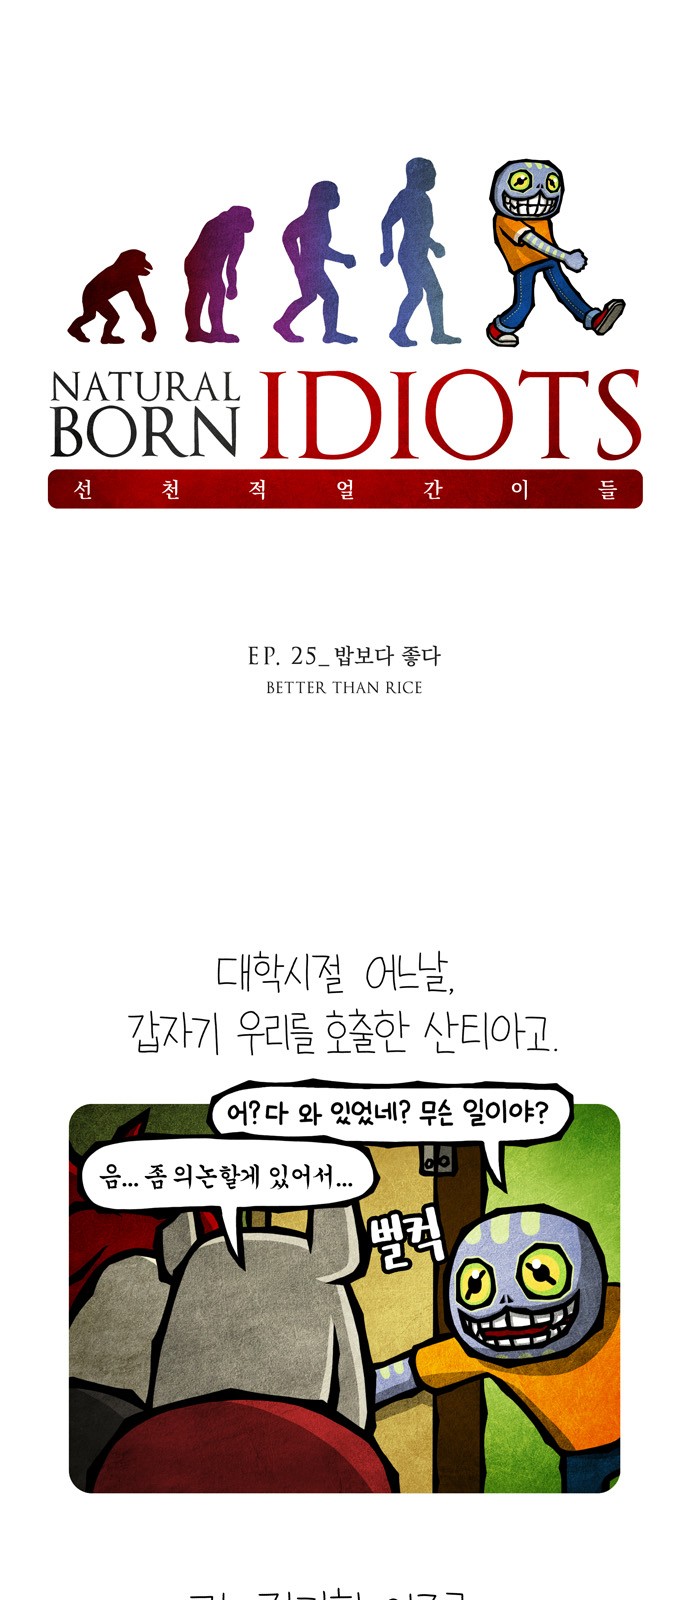 NATURAL
BORN IDIOTS
선천적얼간이들
EP. 25_밥보다 좋다
BETTER THAN RICE
대학시절 어느날,
갑자기 우리를 호출한 산티아고.
어? 다 와 있었네? 무슨 일이야?
음... 좀 의논할게 있어서...
벌컥